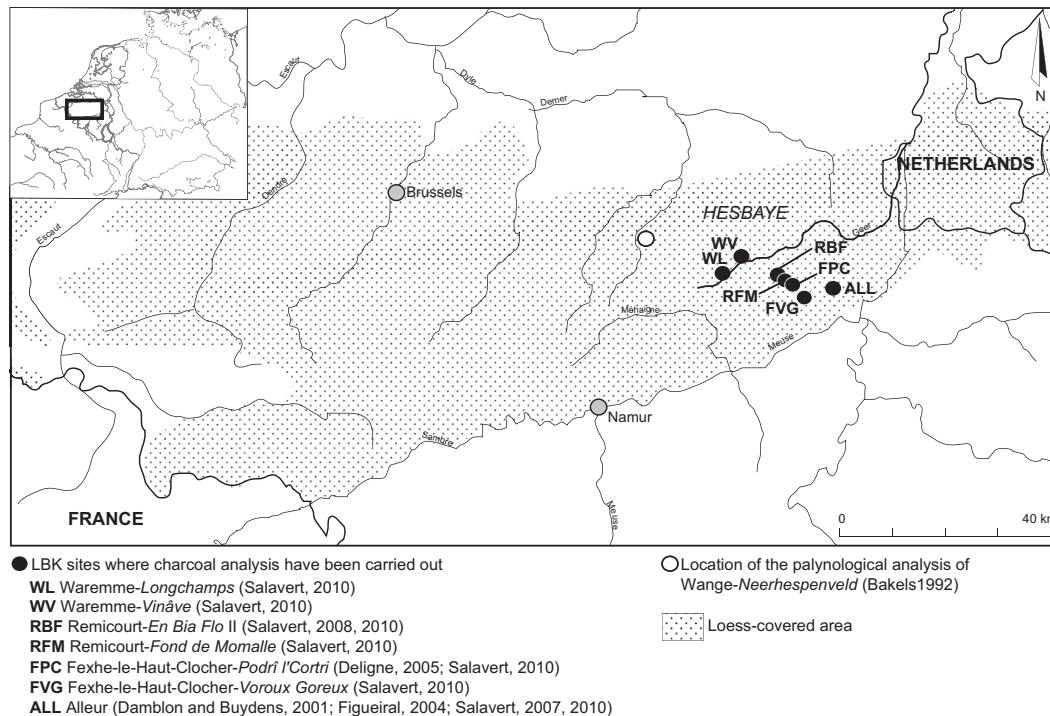 Escaut
Dyle
Demer
N
NETHERLANDS
Dendre
Brussels
HESBAYE
Escaut
Geer
WV
WL
RBF
FPC
RFM
ALL
FVG
Méhaigne
Meuse
Namur
Sambre
Meuse
FRANCE
0 40 km
LBK sites where charcoal analysis have been carried out
WL Waremme-Longchamps (Salavert, 2010)
WV Waremme-Vinâve (Salavert, 2010)
RBF Remicourt-En Bia Flo II (Salavert, 2008, 2010)
RFM Remicourt-Fond de Momalle (Salavert, 2010)
FPC Fexhe-le-Haut-Clocher-Podrî l'Cortri (Deligne, 2005; Salavert, 2010)
FVG Fexhe-le-Haut-Clocher-Voroux Goreux (Salavert, 2010)
ALL Alleur (Damblon and Buydens, 2001; Figueiral, 2004; Salavert, 2007, 2010)
Location of the palynological analysis of
Wange-Neerhespenveld (Bakels1992)
Loess-covered area